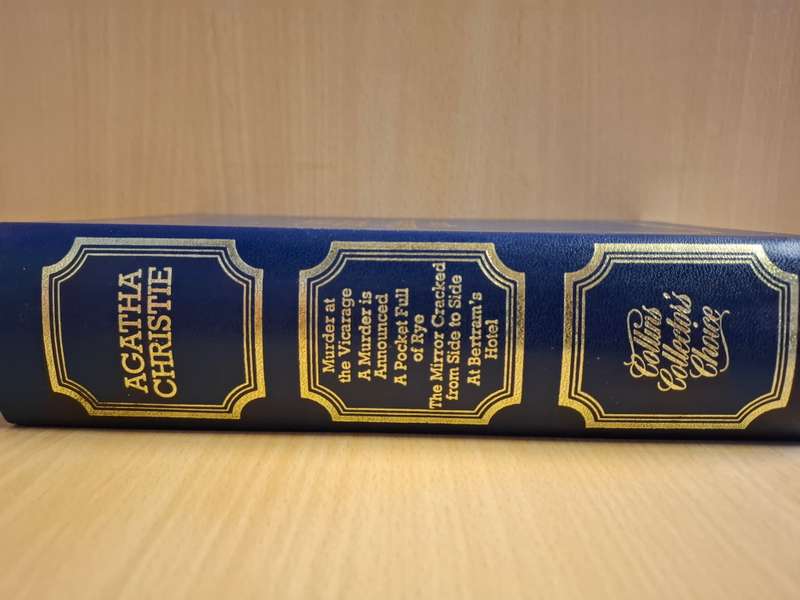 AGATHA
CHRISTIE
Murder at
the Vicarage
A Murder is
Announced
A Pocket Full
of Rye
The Mirror Cracked
from Side to Side
At Bertram's
Hotel
Collins
Collector's
Choice